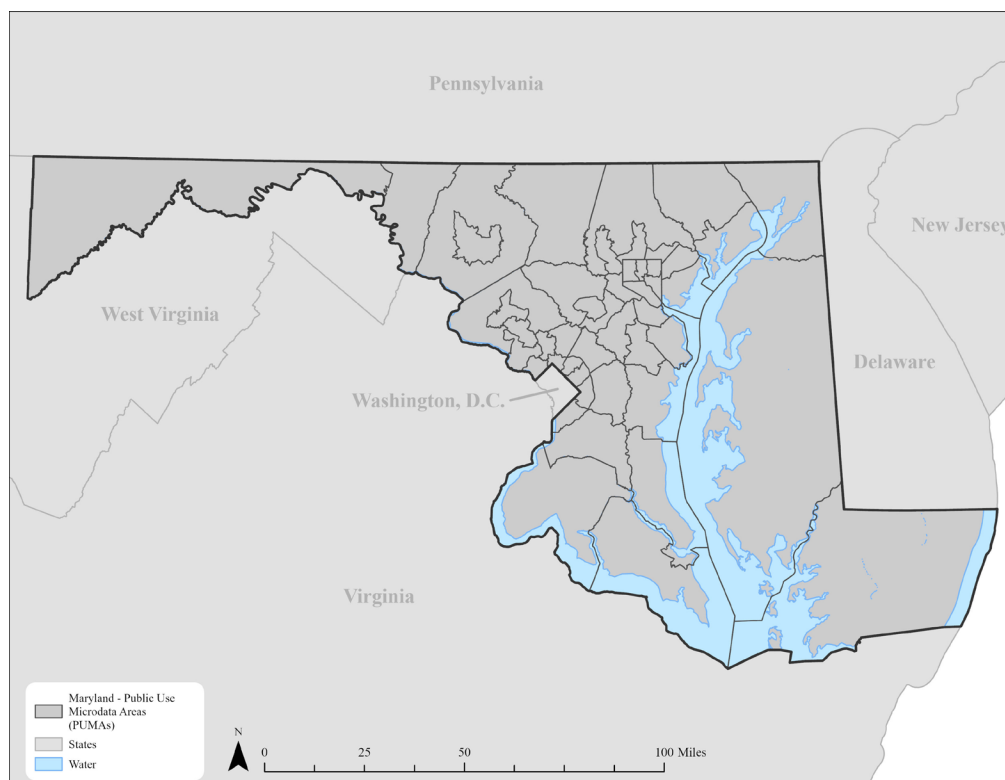 Pennsylvania
New Jersey
West Virginia
Delaware
Washington, D.C.
Virginia
Maryland - Public Use
Microdata Areas
(PUMAs)
States
Water
N
0 25 50 100 Miles